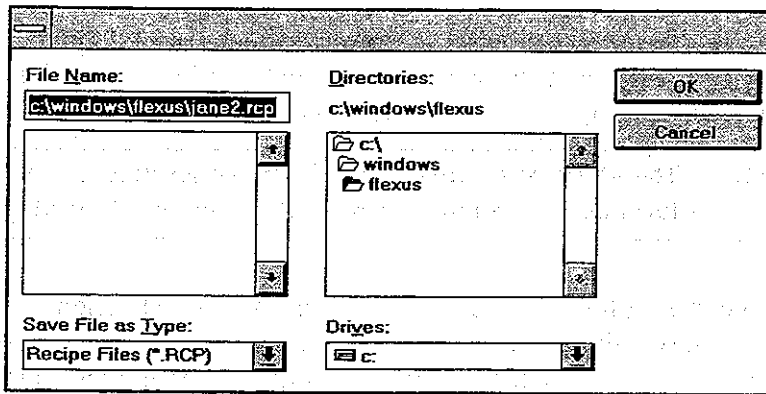 File Name:
c:\windows\flexus\jane2.rcp
Directories:
c:\windows\flexus
c:\
windows
flexus
OK
Cancel
Save File as Type:
Recipe Files (*.RCP)
Drives:
c: